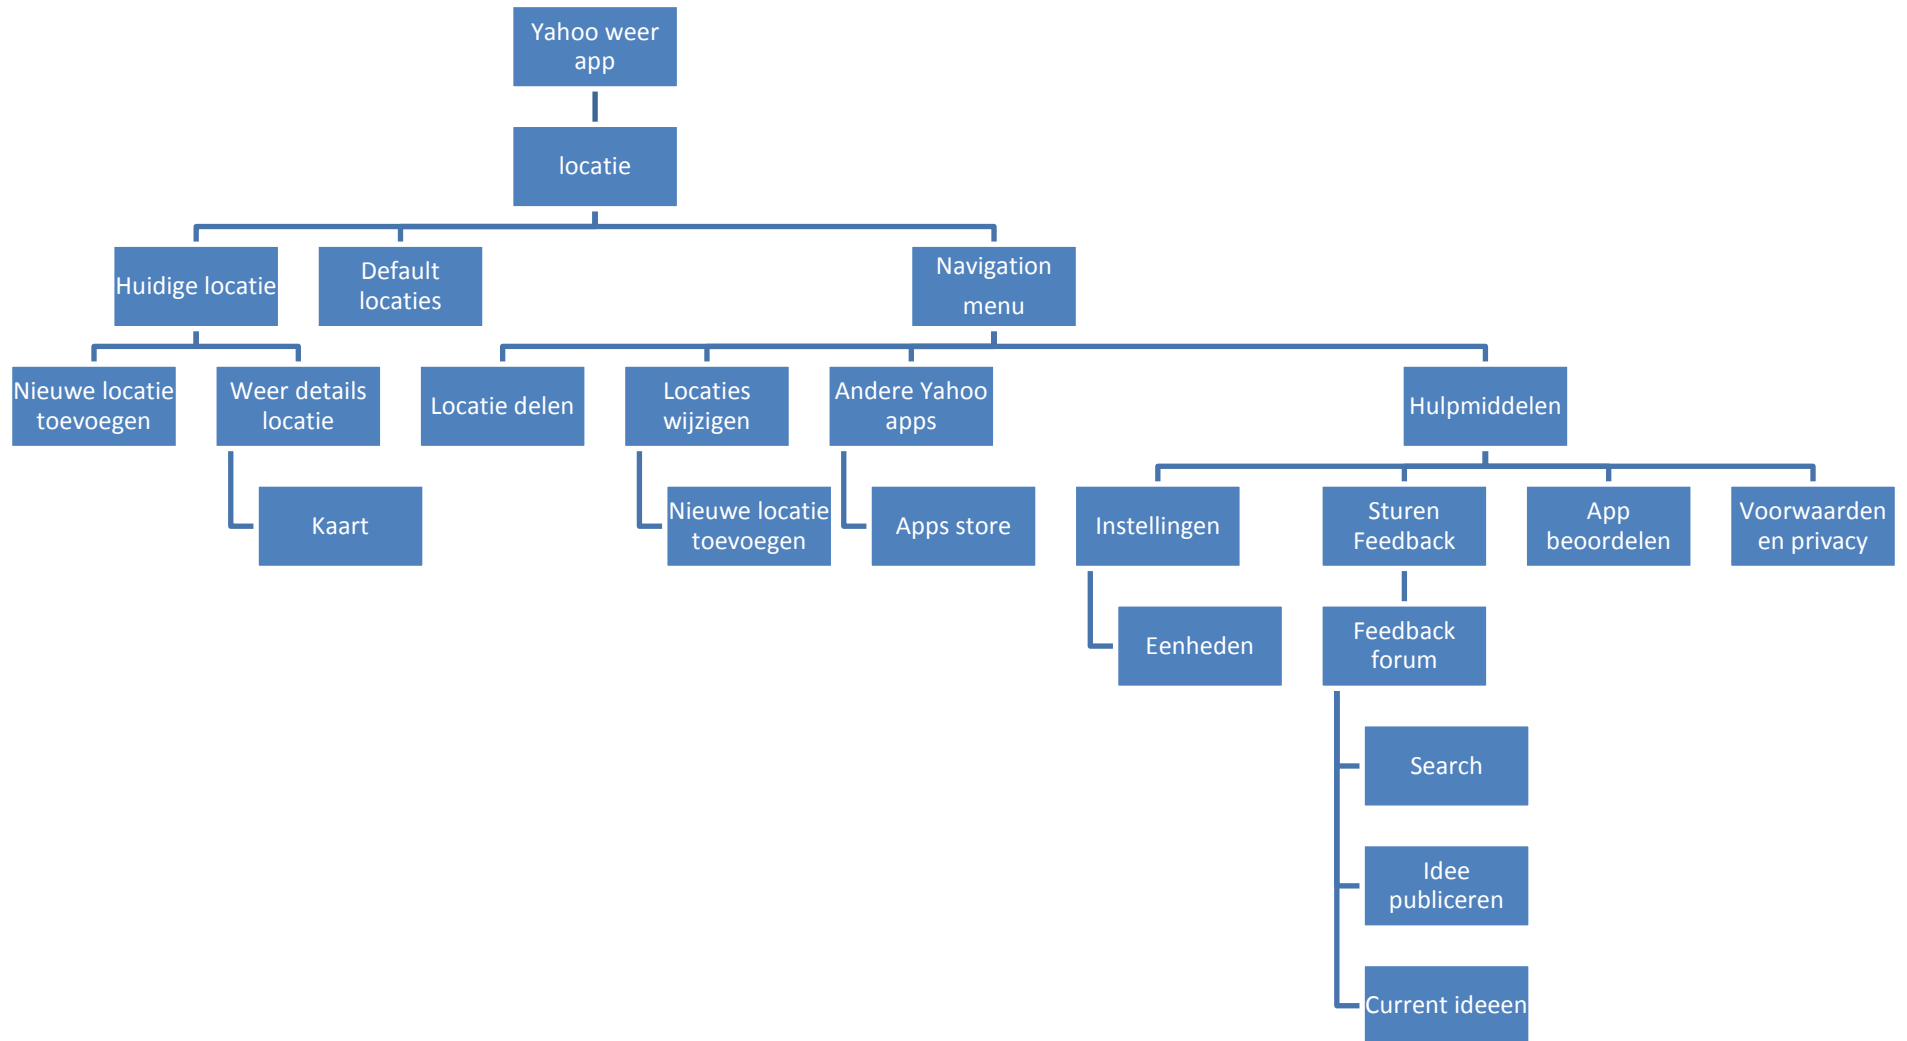 Yahoo weer
app
locatie
Huidige locatie
Default
locaties
Navigation
menu
Nieuwe locatie
toevoegen
Weer details
locatie
Locatie delen
Locaties
wijzigen
Andere Yahoo
apps
Hulpmiddelen
Kaart
Nieuwe locatie
toevoegen
Apps store
Instellingen
Sturen
Feedback
App
beoordelen
Voorwaarden
en privacy
Eenheden
Feedback
forum
Search
Idee
publiceren
Current ideeen